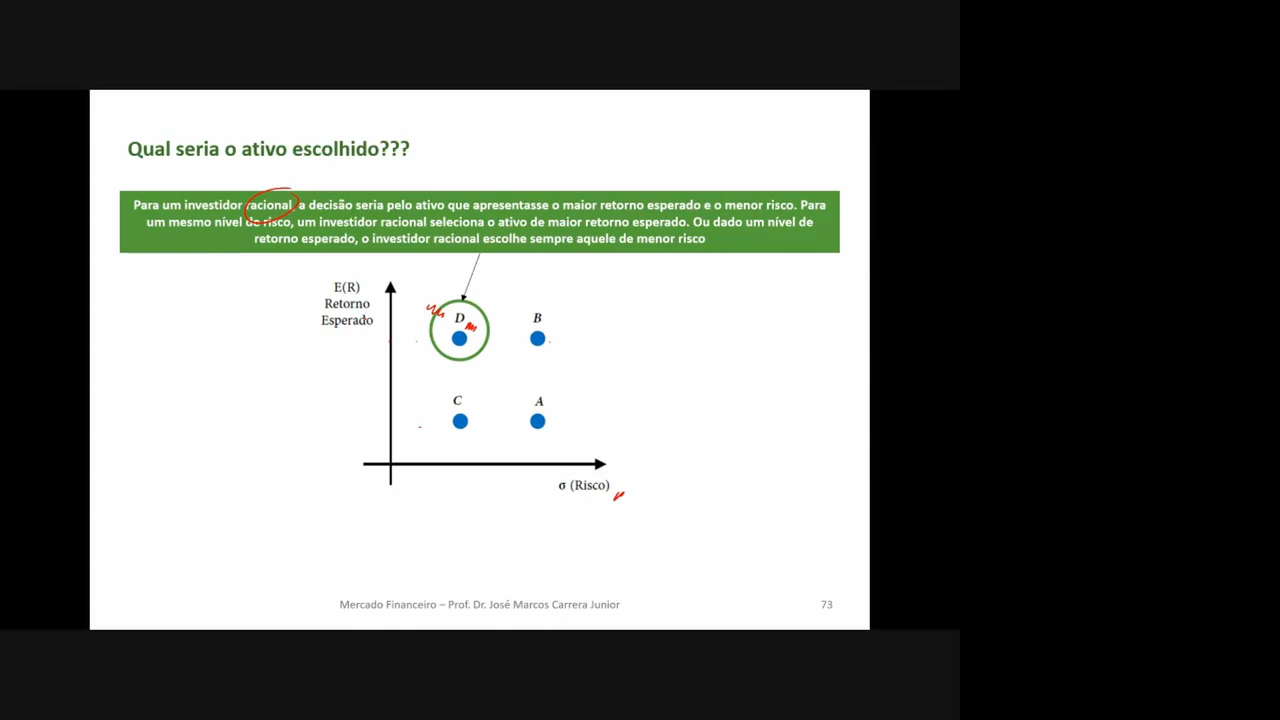 Qual seria o ativo escolhido???
Para um investidor racional a decisão seria pelo ativo que apresentasse o maior retorno esperado e o menor risco. Para
um mesmo nível de risco, um investidor racional seleciona o ativo de maior retorno esperado. Ou dado um nível de
retorno esperado, o investidor racional escolhe sempre aquele de menor risco
E(R)
Retorno
Esperado
D
B
C
A
σ (Risco)
Mercado Financeiro – Prof. Dr. José Marcos Carrera Junior
73